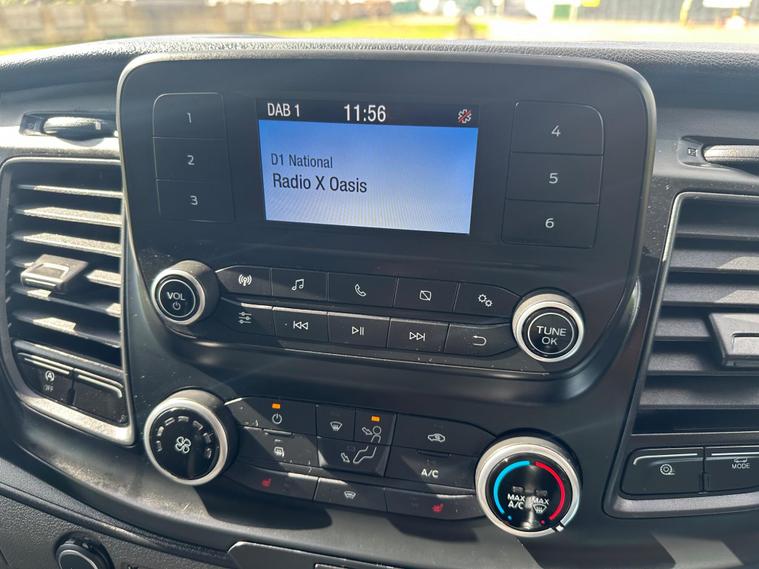 DAB 1 11:56
D1 National
Radio X Oasis
1
2
3
4
5
6
VOL
TUNE
OK
OFF
A/C
MAX
A/C
MAX
MODE